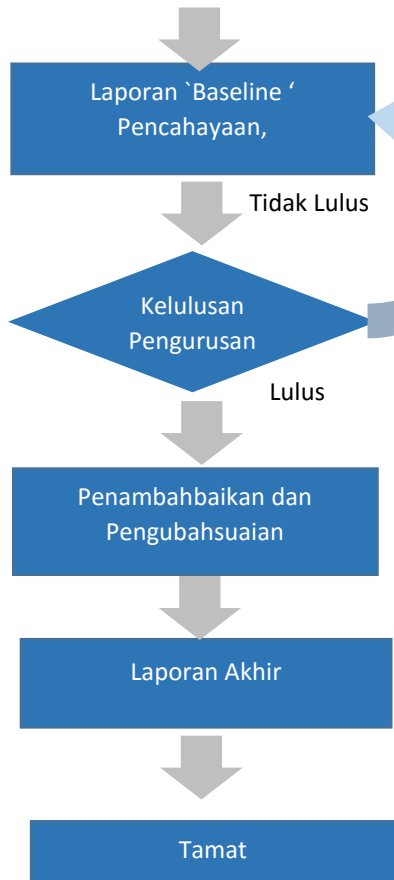 Laporan `Baseline ‘
Pencahayaan,
Tidak Lulus
Kelulusan
Pengurusan
Lulus
Penambahbaikan dan
Pengubahsuaian
Laporan Akhir
Tamat